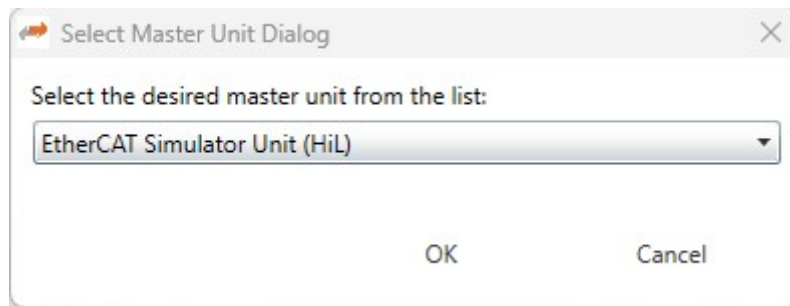 Select Master Unit Dialog
Select the desired master unit from the list:
EtherCAT Simulator Unit (HiL)
OK Cancel